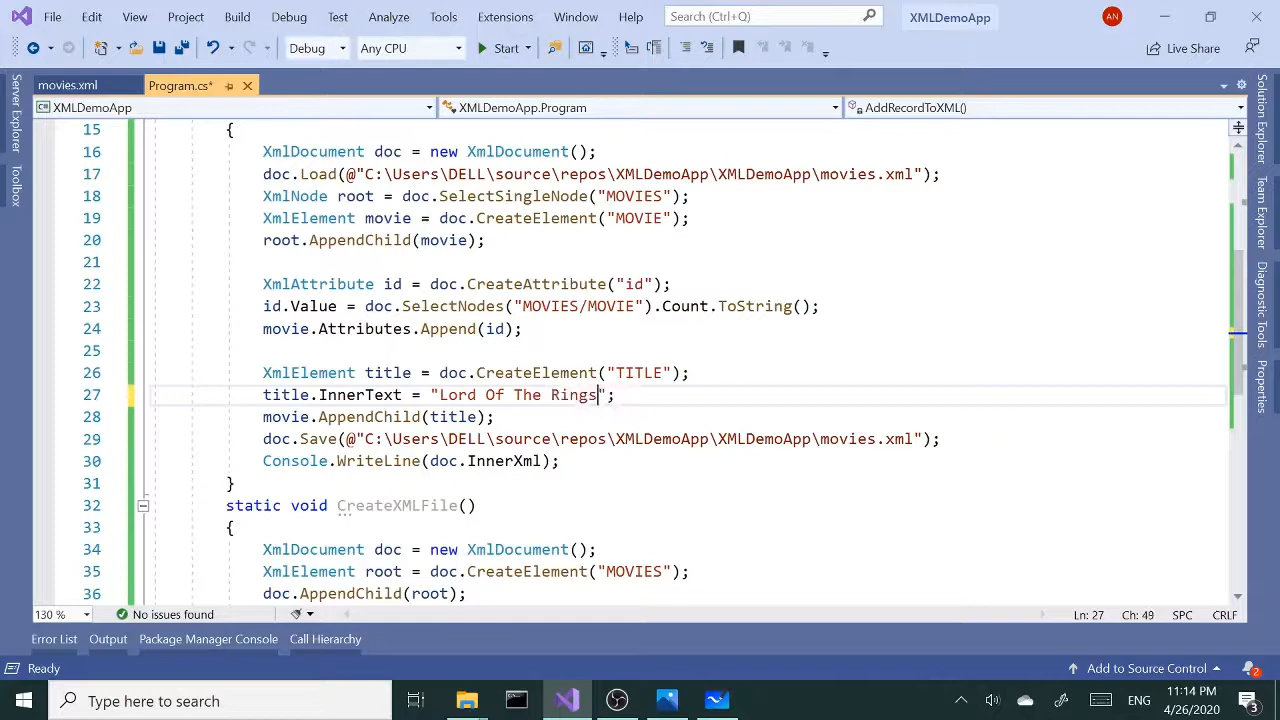 File Edit View Git Project Build Debug Test Analyze Tools Extensions Window Help Search (Ctrl+Q) XMLDemoApp AN
Debug Any CPU Start Live Share
movies.xml Program.cs*
XMLDemoApp XMLDemoApp.Program AddRecordToXML()
15 {
16 XmlDocument doc = new XmlDocument();
17 doc.Load(@"C:\Users\DELL\source\repos\XMLDemoApp\XMLDemoApp\movies.xml");
18 XmlNode root = doc.SelectSingleNode("MOVIES");
19 XmlElement movie = doc.CreateElement("MOVIE");
20 root.AppendChild(movie);
21
22 XmlAttribute id = doc.CreateAttribute("id");
23 id.Value = doc.SelectNodes("MOVIES/MOVIE").Count.ToString();
24 movie.Attributes.Append(id);
25
26 XmlElement title = doc.CreateElement("TITLE");
27 title.InnerText = "Lord Of The Rings";
28 movie.AppendChild(title);
29 doc.Save(@"C:\Users\DELL\source\repos\XMLDemoApp\XMLDemoApp\movies.xml");
30 Console.WriteLine(doc.InnerXml);
31 }
32 static void CreateXMLFile()
33 {
34 XmlDocument doc = new XmlDocument();
35 XmlElement root = doc.CreateElement("MOVIES");
36 doc.AppendChild(root);
130 % No issues found Ln: 27 Ch: 49 SPC CRLF
Error List Output Package Manager Console Call Hierarchy
Ready Add to Source Control 2
Type here to search ENG 11:14 PM 4/26/2020 3
Server Explorer
Toolbox
Solution Explorer
Team Explorer
Diagnostic Tools
Properties